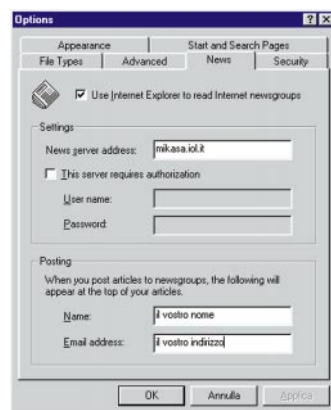 Options
Appearance
Start and Search Pages
File Types
Advanced
News
Security
Use Internet Explorer to read Internet newsgroups
Settings
News server address: mikasa.iol.it
This server requires authorization
User name:
Password:
Posting
When you post articles to newsgroups, the following will
appear at the top of your articles.
Name: il vostro nome
Email address: il vostro indirizzo
OK
Annulla
Applica